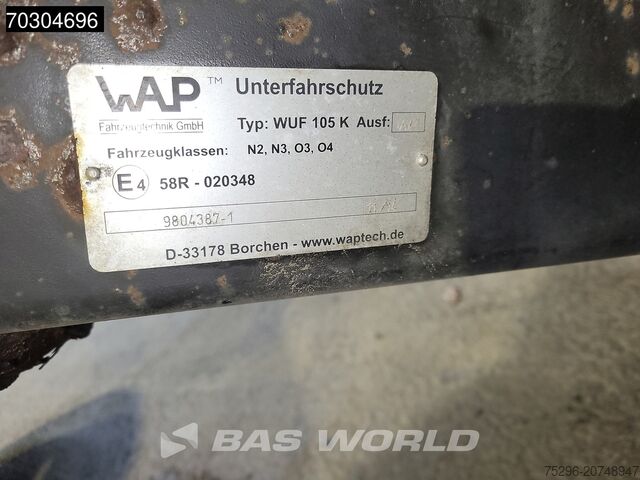 70304696
WAP™ Unterfahrschutz
Fahrzeugtechnik GmbH
Typ: WUF 105 K Ausf:
Fahrzeugklassen: N2, N3, O3, O4
E4 58R - 020348
9804387-1
D-33178 Borchen - www.waptech.de
BAS WORLD
75296-20748947